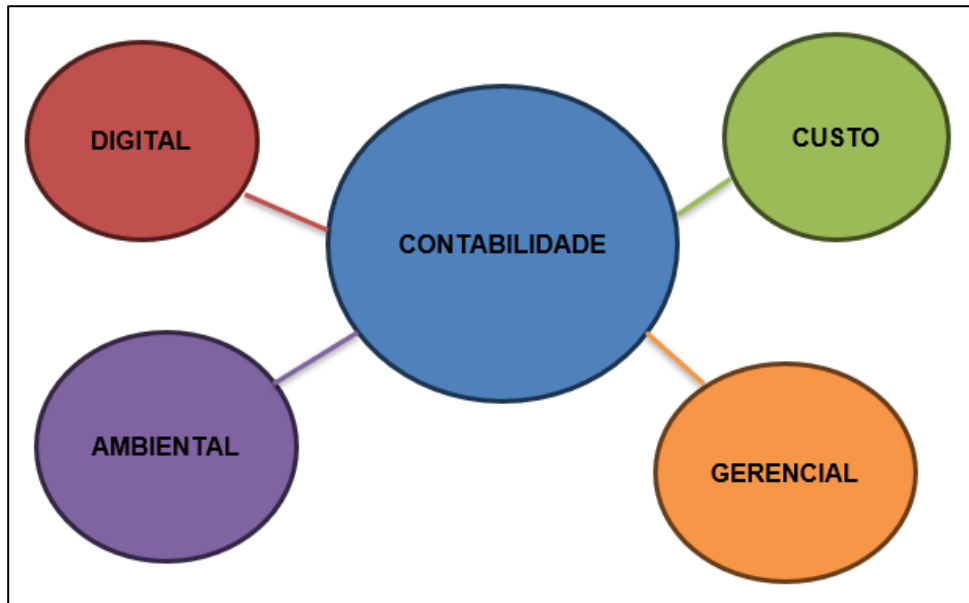 DIGITAL
CUSTO
CONTABILIDADE
AMBIENTAL
GERENCIAL